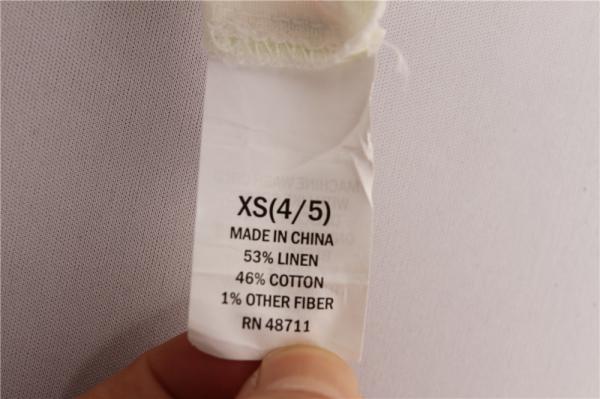 XS(4/5)
MADE IN CHINA
53% LINEN
46% COTTON
1% OTHER FIBER
RN 48711